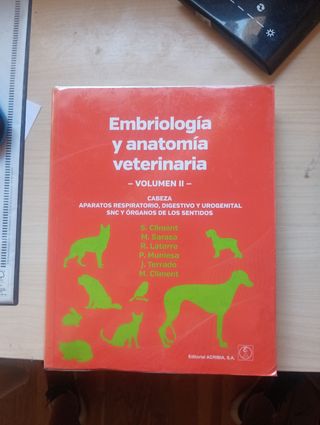 Embriología
y anatomía
veterinaria
– VOLUMEN II –
CABEZA
APARATOS RESPIRATORIO, DIGESTIVO Y UROGENITAL
SNC Y ÓRGANOS DE LOS SENTIDOS
S. Climent
M. Sarasa
R. Latorre
P. Muniesa
J. Terrado
M. Climent
Editorial ACRIBIA, S.A.